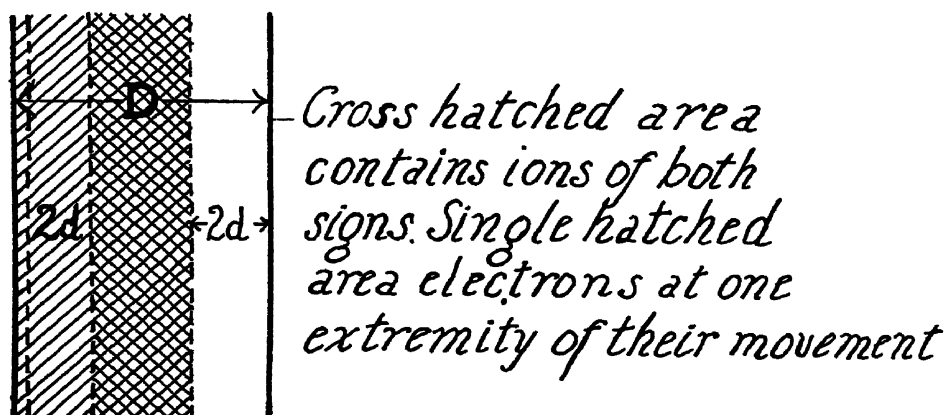 D
Cross hatched area
contains ions of both
2d 2d signs. Single hatched
area electrons at one
extremity of their movement